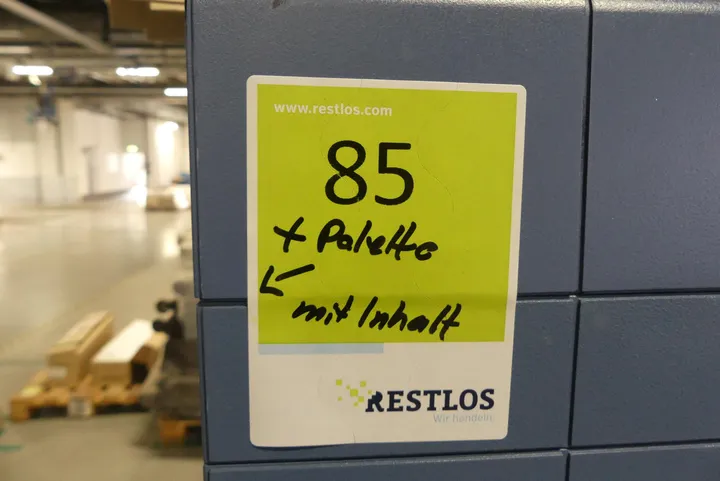 www.restlos.com
85
+ Palette
mit Inhalt
RESTLOS
Wir handeln.